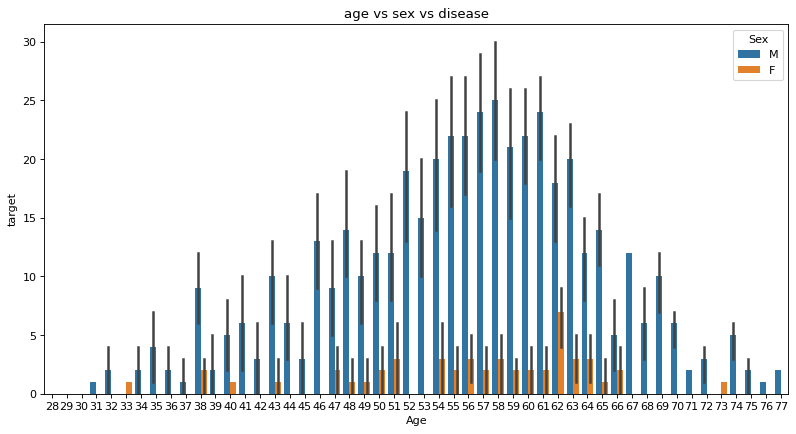 age vs sex vs disease
Sex
M
F
target
30
25
20
15
10
5
0
28 29 30 31 32 33 34 35 36 37 38 39 40 41 42 43 44 45 46 47 48 49 50 51 52 53 54 55 56 57 58 59 60 61 62 63 64 65 66 67 68 69 70 71 72 73 74 75 76 77
Age